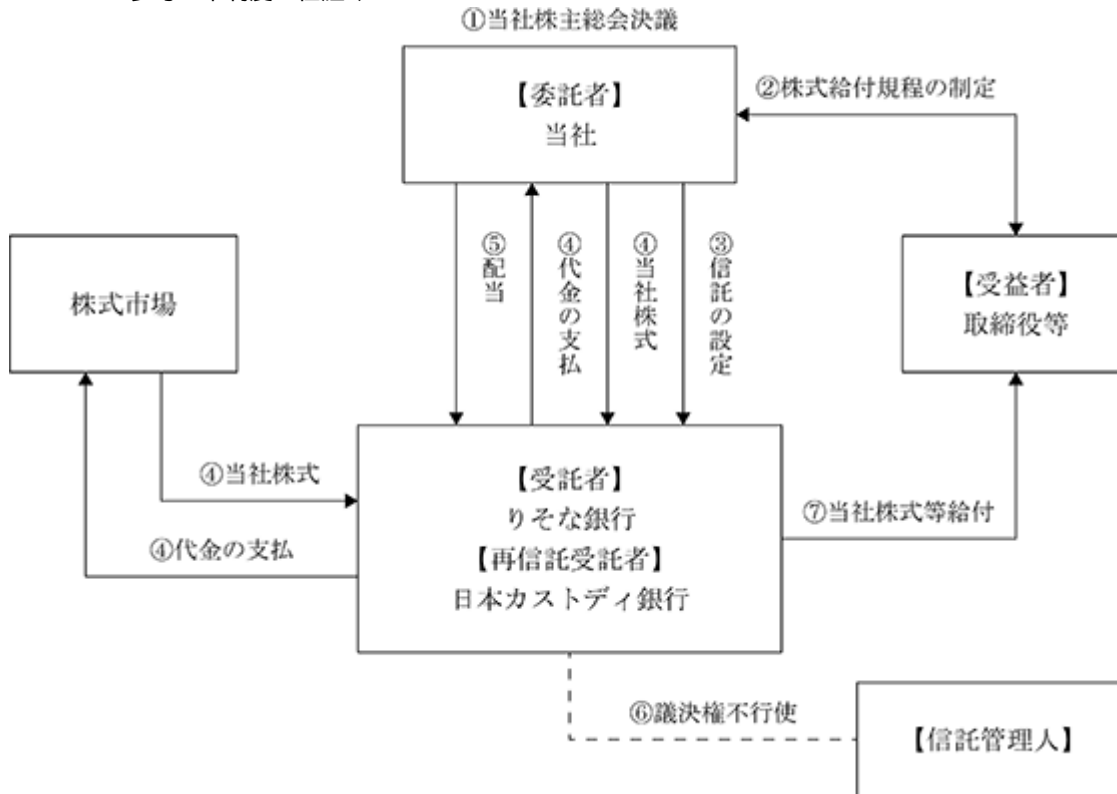 ①当社株主総会決議
【委託者】
当社
②株式給付規程の制定
⑤配当
④代金の支払
④当社株式
③信託の設定
株式市場
【受益者】
取締役等
④当社株式
④代金の支払
【受託者】
りそな銀行
【再信託受託者】
日本カストディ銀行
⑦当社株式等給付
⑥議決権不行使
【信託管理人】